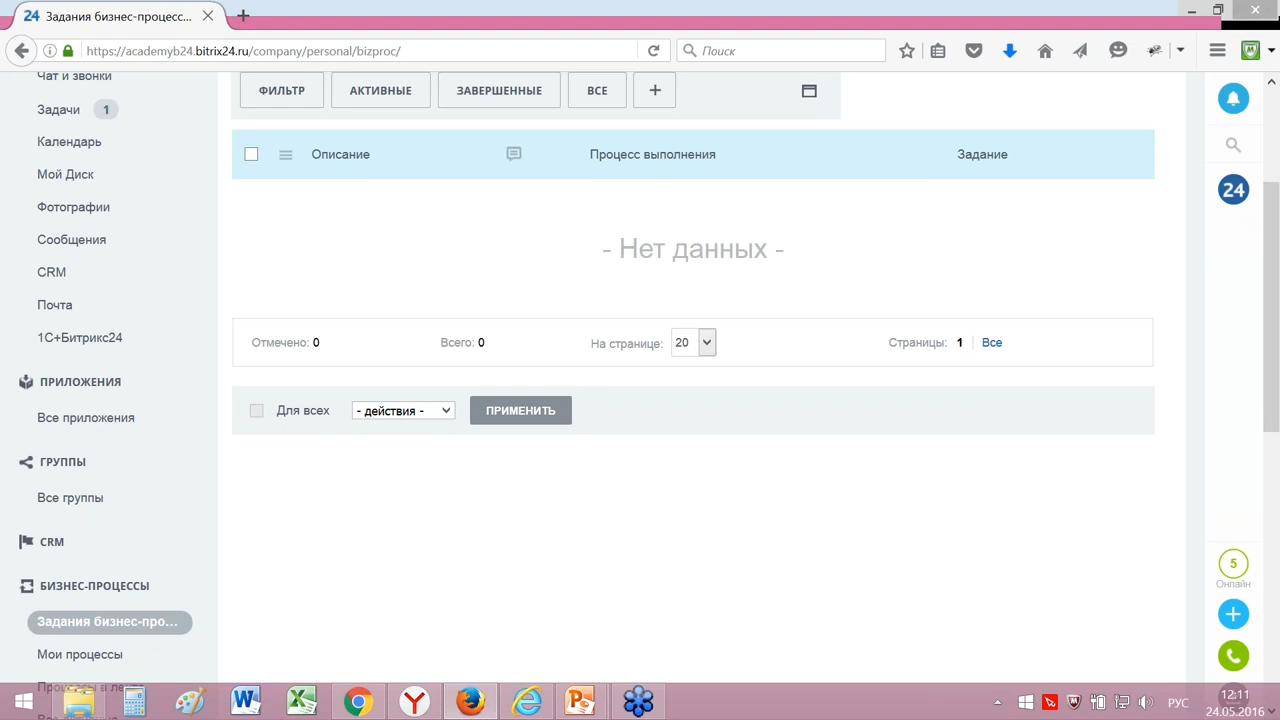 24 Задания бизнес-процесс...
https://academyb24.bitrix24.ru/company/personal/bizproc/
Поиск
Чат и звонки
Задачи 1
Календарь
Мой Диск
Фотографии
Сообщения
CRM
Почта
1С+Битрикс24
ПРИЛОЖЕНИЯ
Все приложения
ГРУППЫ
Все группы
CRM
БИЗНЕС-ПРОЦЕССЫ
Задания бизнес-про...
Мои процессы
ФИЛЬТР АКТИВНЫЕ ЗАВЕРШЕННЫЕ ВСЕ +
Описание Процесс выполнения Задание
- Нет данных -
Отмечено: 0 Всего: 0 На странице: 20 Страницы: 1 Все
Для всех - действия - ПРИМЕНИТЬ
24
5
Онлайн
РУС
12:11
24.05.2016